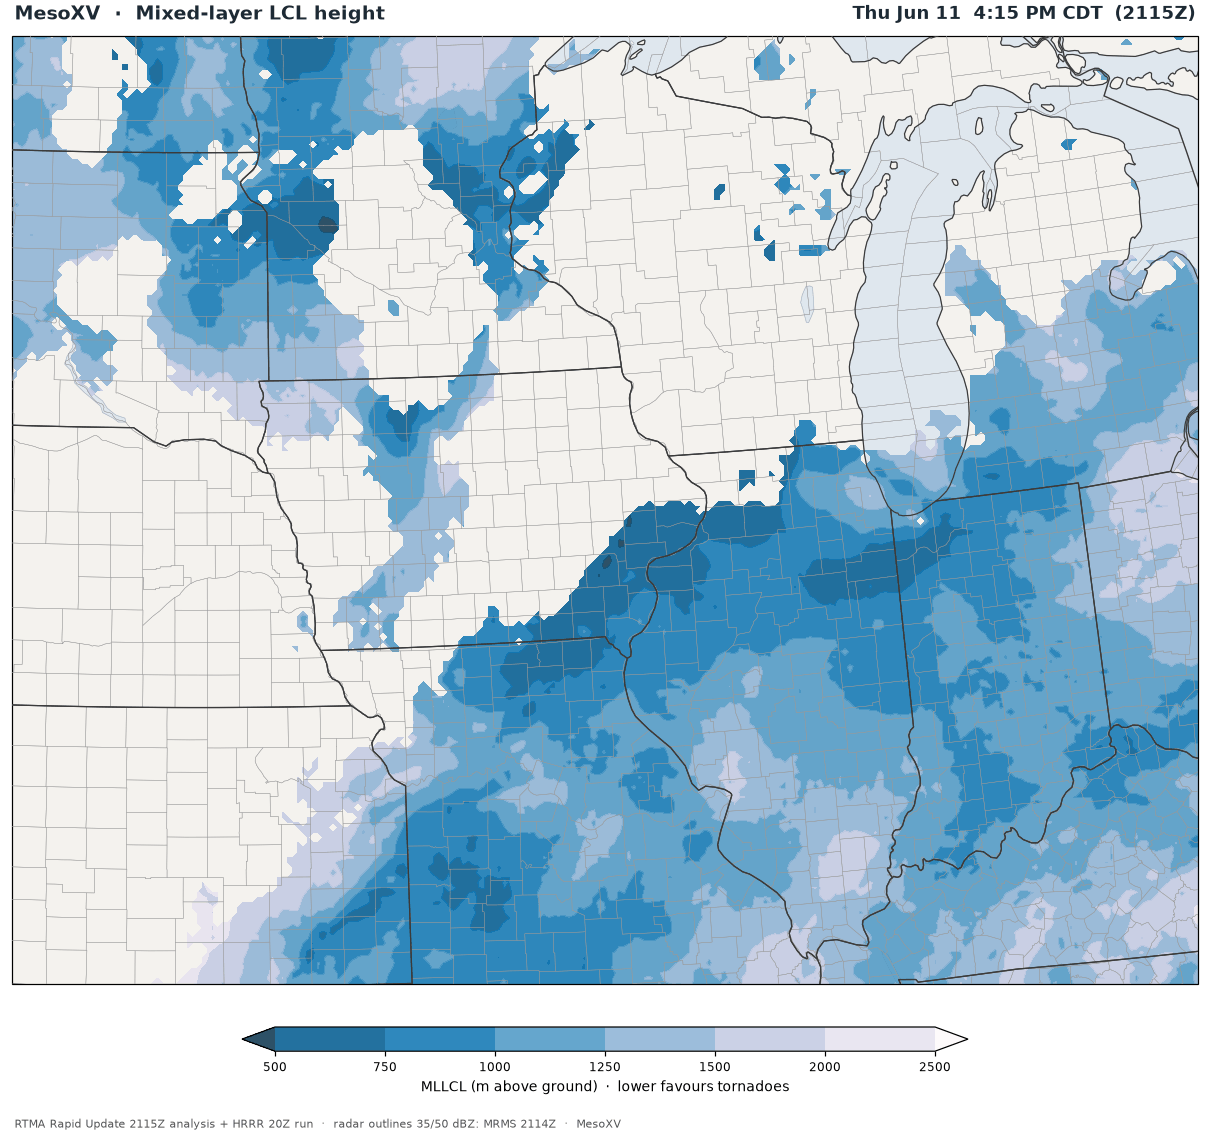 MesoXV · Mixed-layer LCL height
Thu Jun 11 4:15 PM CDT (2115Z)
500 750 1000 1250 1500 2000 2500
MLLCL (m above ground) · lower favours tornadoes
RTMA Rapid Update 2115Z analysis + HRRR 20Z run · radar outlines 35/50 dBZ: MRMS 2114Z · MesoXV